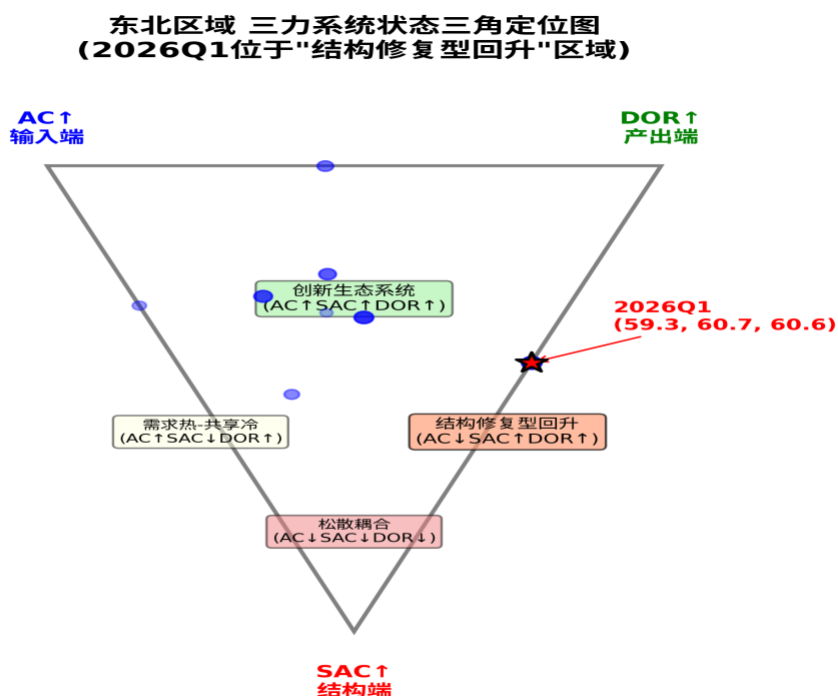 东北区域 三力系统状态三角定位图
(2026Q1位于"结构修复型回升"区域)
AC↑
输入端
DOR↑
产出端
创新生态系统
(AC↑SAC↑DOR↑)
2026Q1
(59.3, 60.7, 60.6)
需求热-共享冷
(AC↑SAC↓DOR↑)
结构修复型回升
(AC↓SAC↑DOR↑)
松散耦合
(AC↓SAC↓DOR↓)
SAC↑
结构端